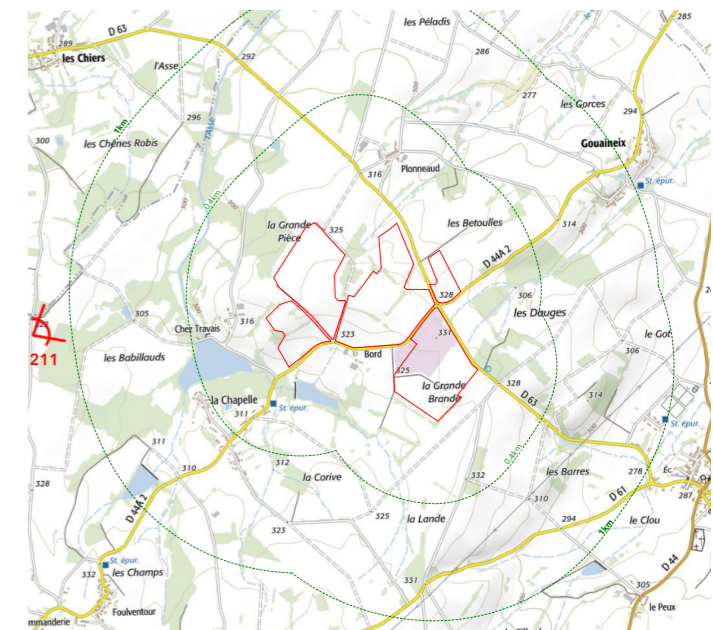 les Péladis
285
D 63
289
les Chiers
292
286
l'Asse
277
les Gorces
294
296
l'Asse
300
1km
les Chênes Robis
Gouaineix
316
Plonneaud
St. épur.
0.4km
la Grande
Pièce
325
les Betoulles
314
D 44A 2
328
306
305
316
les Dauges
Cher Travais
323
331
le Got
211
les Babillauds
Bord
306
325
la Grande
Brande
328
314
la Chapelle
311
St. épur.
D 63
St. épur.
311
0.4km
310
312
328
la Corive
332
les Barres
278
Éc.
D 44A 2
310
D 61
287
325
la Lande
294
le Clou
323
1km
St. épur.
332
les Champs
331
D 44
305
Foulventour
le Peux
mmanderie